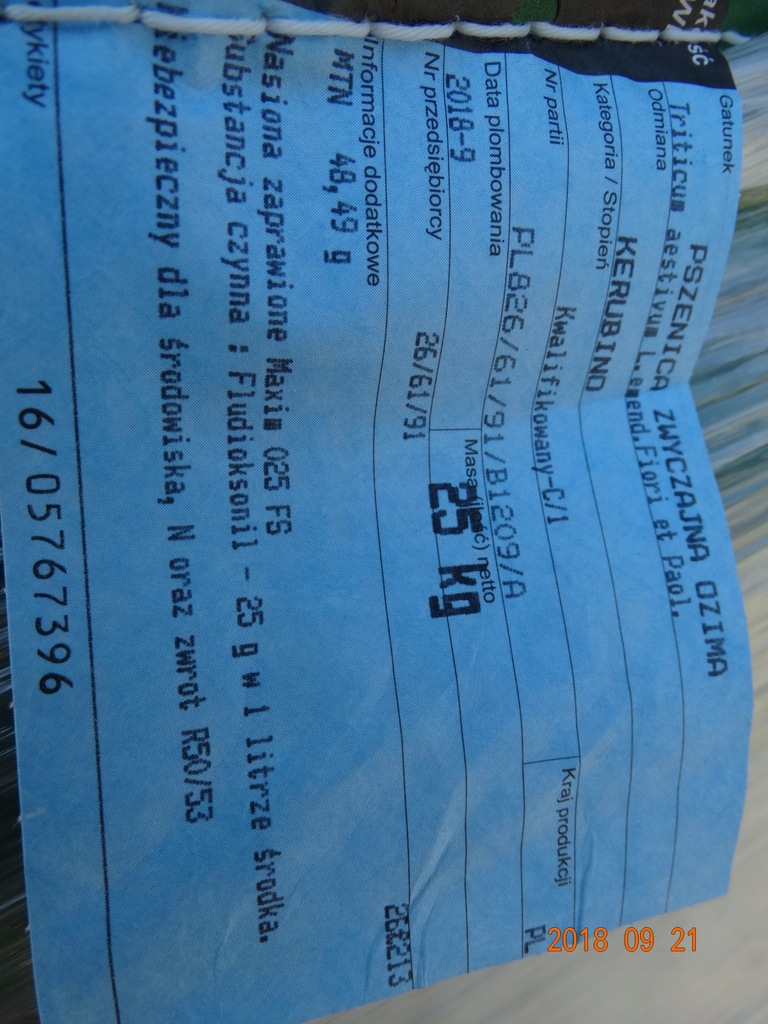 Gatunek
PSZENICA ZWYCZAJNA OZIMA
Triticum aestivum L.emend.Fiori et Paol.
Odmiana
KERUBINO
Kategoria / Stopień
Kwalifikowany-C/1
Nr partii
Kraj produkcji
PL826/61/91/B1209/A
PL
Data plombowania
Masa (ilość) netto
2018-9
25 kg
Nr przedsiębiorcy
26/61/91
Informacje dodatkowe
MTN 48,49 g
Nasiona zaprawione Maxim 025 FS
Substancja czynna : Fludioksonil - 25 g w 1 litrze środka.
Niebezpieczny dla środowiska, N oraz zwrot R50/53
16/05767396
2018 09 21